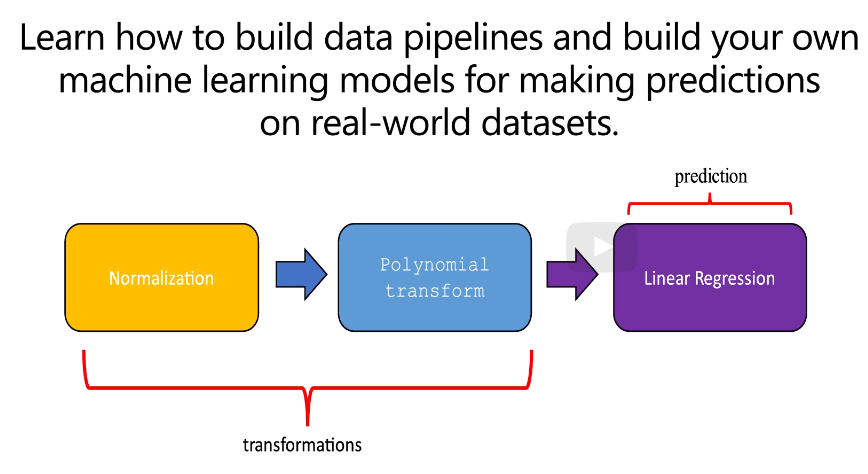 Learn how to build data pipelines and build your own
machine learning models for making predictions
on real-world datasets.
prediction
Normalization
Polynomial
transform
Linear Regression
transformations